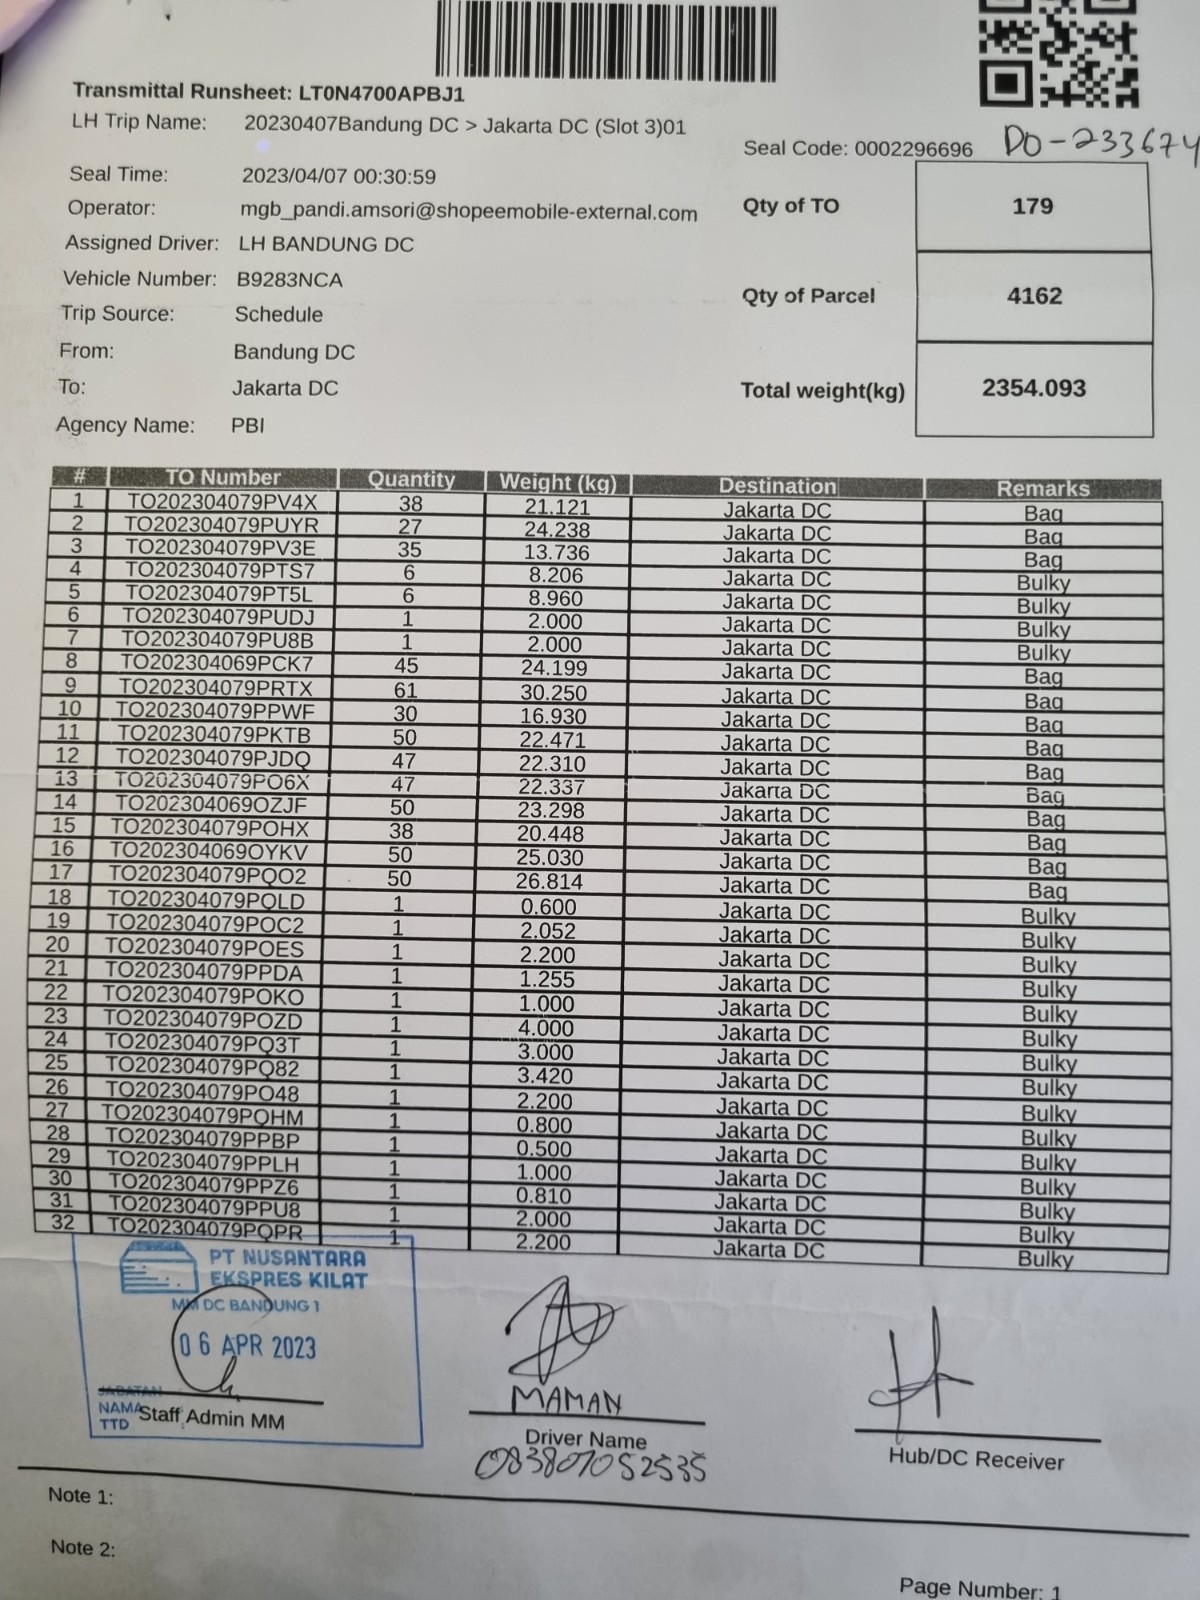 Transmittal Runsheet: LT0N4700APBJ1
LH Trip Name: 20230407Bandung DC > Jakarta DC (Slot 3)01
Seal Code: 0002296696 DO-233674
Seal Time: 2023/04/07 00:30:59
Operator: mgb_pandi.amsori@shopeemobile-external.com
Assigned Driver: LH BANDUNG DC
Vehicle Number: B9283NCA
Trip Source: Schedule
From: Bandung DC
To: Jakarta DC
Agency Name: PBI
Qty of TO 179
Qty of Parcel 4162
Total weight(kg) 2354.093
# TO Number Quantity Weight (kg) Destination Remarks
1 TO202304079PV4X 38 21.121 Jakarta DC Bag
2 TO202304079PUYR 27 24.238 Jakarta DC Bag
3 TO202304079PV3E 35 13.736 Jakarta DC Bag
4 TO202304079PTS7 6 8.206 Jakarta DC Bulky
5 TO202304079PT5L 6 8.960 Jakarta DC Bulky
6 TO202304079PUDJ 1 2.000 Jakarta DC Bulky
7 TO202304079PU8B 1 2.000 Jakarta DC Bulky
8 TO202304069PCK7 45 24.199 Jakarta DC Bag
9 TO202304079PRTX 61 30.250 Jakarta DC Bag
10 TO202304079PPWF 30 16.930 Jakarta DC Bag
11 TO202304079PKTB 50 22.471 Jakarta DC Bag
12 TO202304079PJDQ 47 22.310 Jakarta DC Bag
13 TO202304079PO6X 47 22.337 Jakarta DC Bag
14 TO202304069OZJF 50 23.298 Jakarta DC Bag
15 TO202304079POHX 38 20.448 Jakarta DC Bag
16 TO202304069OYKV 50 25.030 Jakarta DC Bag
17 TO202304079PQO2 50 26.814 Jakarta DC Bag
18 TO202304079PQLD 1 0.600 Jakarta DC Bulky
19 TO202304079POC2 1 2.052 Jakarta DC Bulky
20 TO202304079POES 1 2.200 Jakarta DC Bulky
21 TO202304079PPDA 1 1.255 Jakarta DC Bulky
22 TO202304079POKO 1 1.000 Jakarta DC Bulky
23 TO202304079POZD 1 4.000 Jakarta DC Bulky
24 TO202304079PQ3T 1 3.000 Jakarta DC Bulky
25 TO202304079PQ82 1 3.420 Jakarta DC Bulky
26 TO202304079PO48 1 2.200 Jakarta DC Bulky
27 TO202304079PQHM 1 0.800 Jakarta DC Bulky
28 TO202304079PPBP 1 0.500 Jakarta DC Bulky
29 TO202304079PPLH 1 1.000 Jakarta DC Bulky
30 TO202304079PPZ6 1 0.810 Jakarta DC Bulky
31 TO202304079PPU8 1 2.000 Jakarta DC Bulky
32 TO202304079PQPR 1 2.200 Jakarta DC Bulky
PT NUSANTARA
EKSPRES KILAT
MM DC BANDUNG 1
06 APR 2023
JABATAN
NAMA
TTD
Staff Admin MM
MAMAN
Driver Name
083807052535
Hub/DC Receiver
Note 1:
Note 2:
Page Number: 1